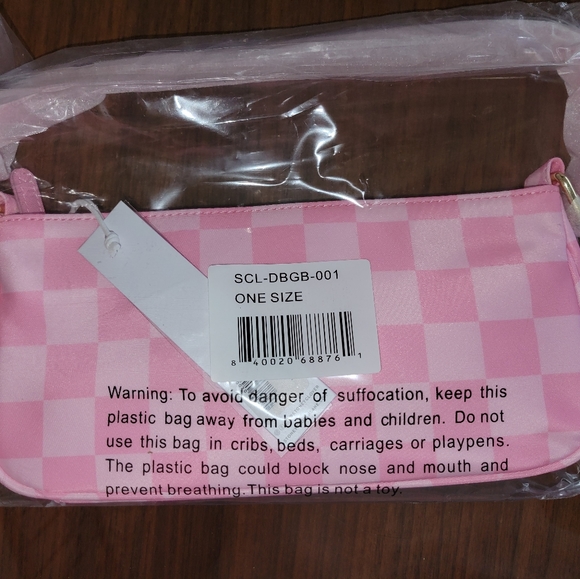 SCL-DBGB-001
ONE SIZE
8 40020 68876 1
Warning: To avoid danger of suffocation, keep this
plastic bag away from babies and children. Do not
use this bag in cribs, beds, carriages or playpens.
The plastic bag could block nose and mouth and
prevent breathing. This bag is not a toy.